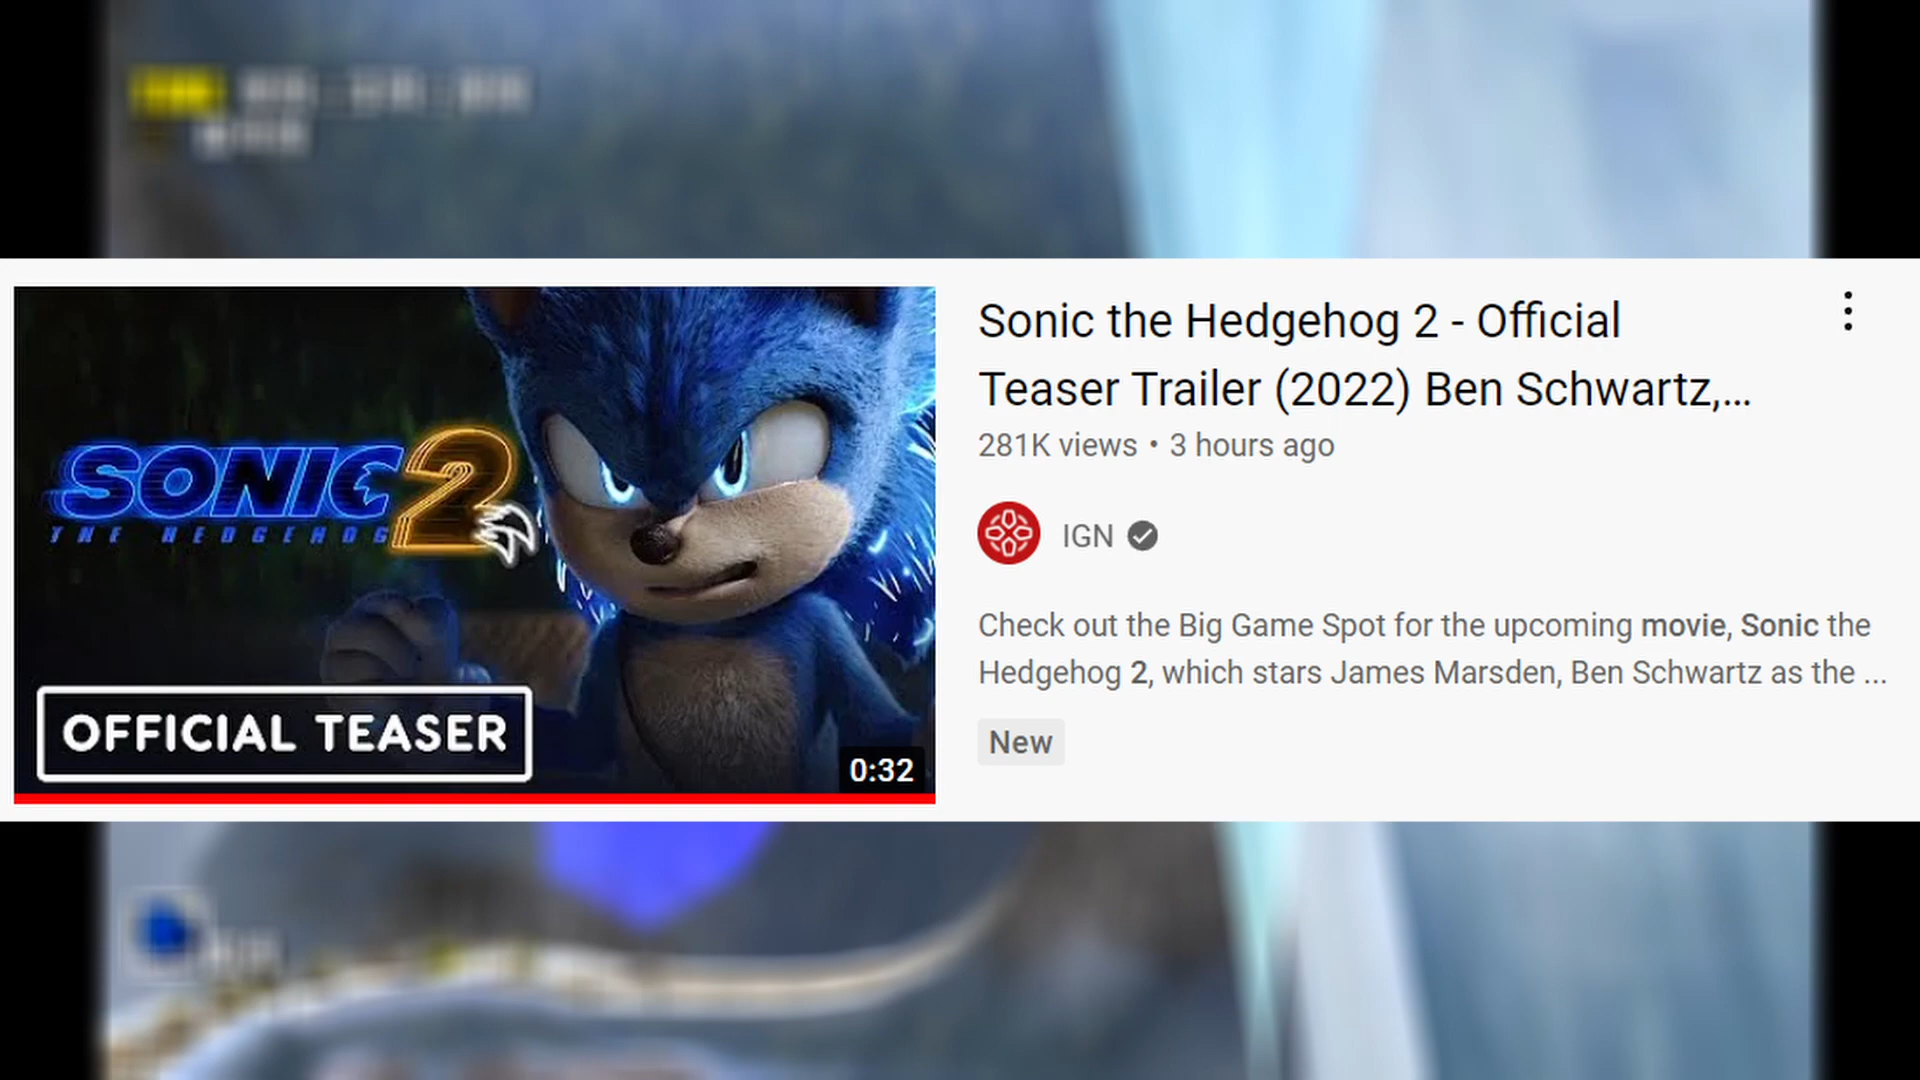 SONIC 2
THE HEDGEHOG
OFFICIAL TEASER
0:32
Sonic the Hedgehog 2 - Official
Teaser Trailer (2022) Ben Schwartz,...
281K views • 3 hours ago
IGN
Check out the Big Game Spot for the upcoming movie, Sonic the
Hedgehog 2, which stars James Marsden, Ben Schwartz as the ...
New